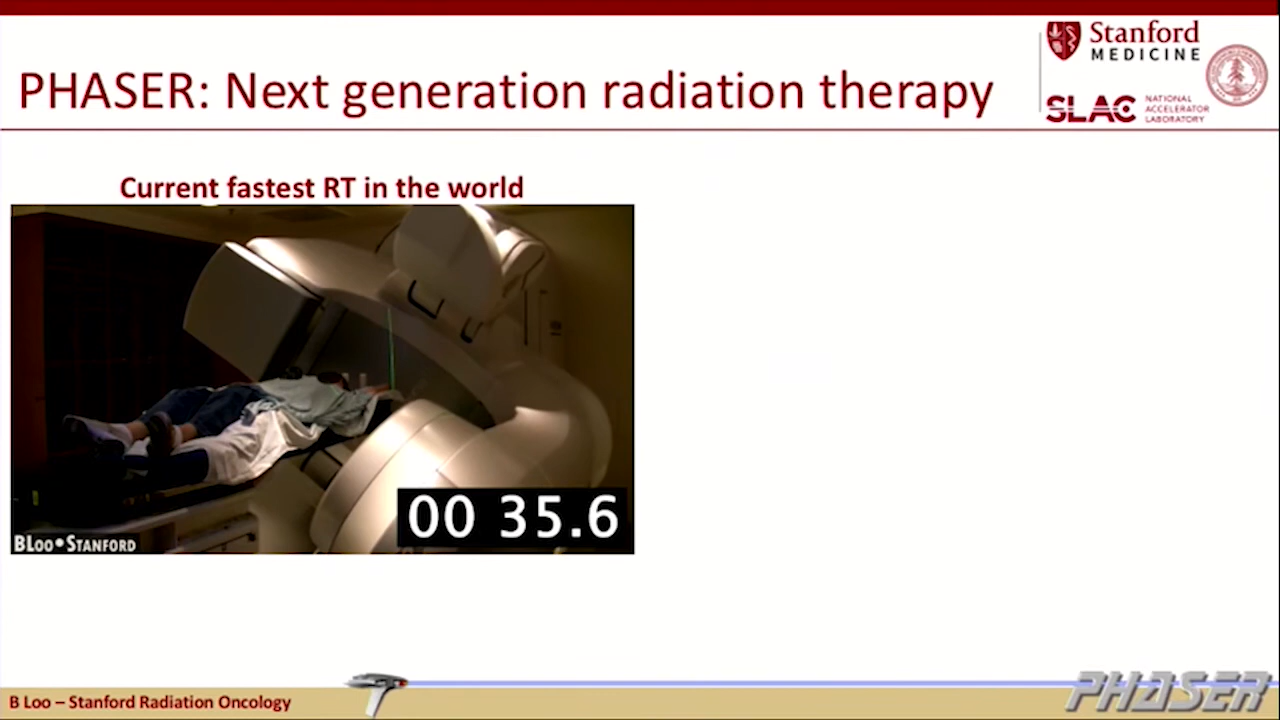 Stanford
MEDICINE
PHASER: Next generation radiation therapy
SLAC NATIONAL
ACCELERATOR
LABORATORY
Current fastest RT in the world
00 35.6
BLoo•Stanford
B Loo – Stanford Radiation Oncology
PHASER